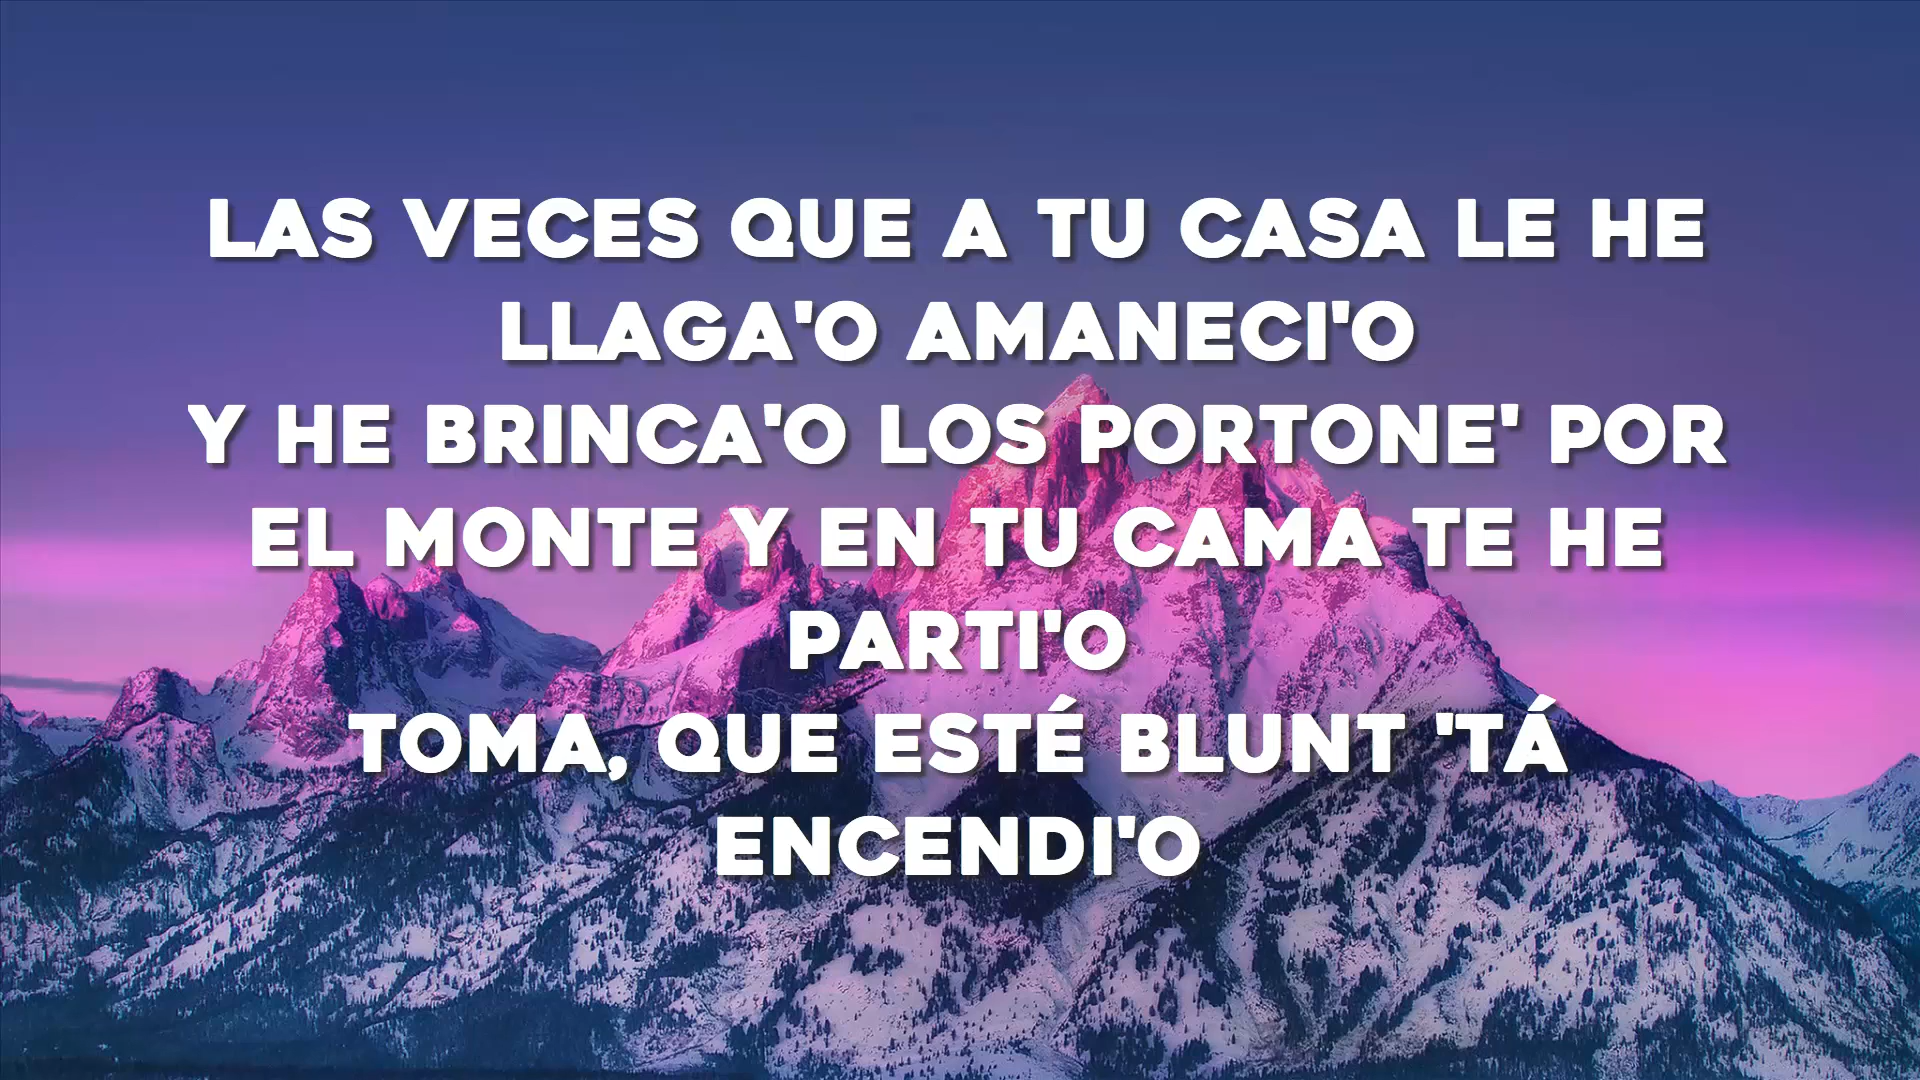 LAS VECES QUE A TU CASA LE HE
LLAGA'O AMANECI'O
Y HE BRINCA'O LOS PORTONE' POR
EL MONTE Y EN TU CAMA TE HE
PARTI'O
TOMA, QUE ESTÉ BLUNT 'TÁ
ENCENDI'O